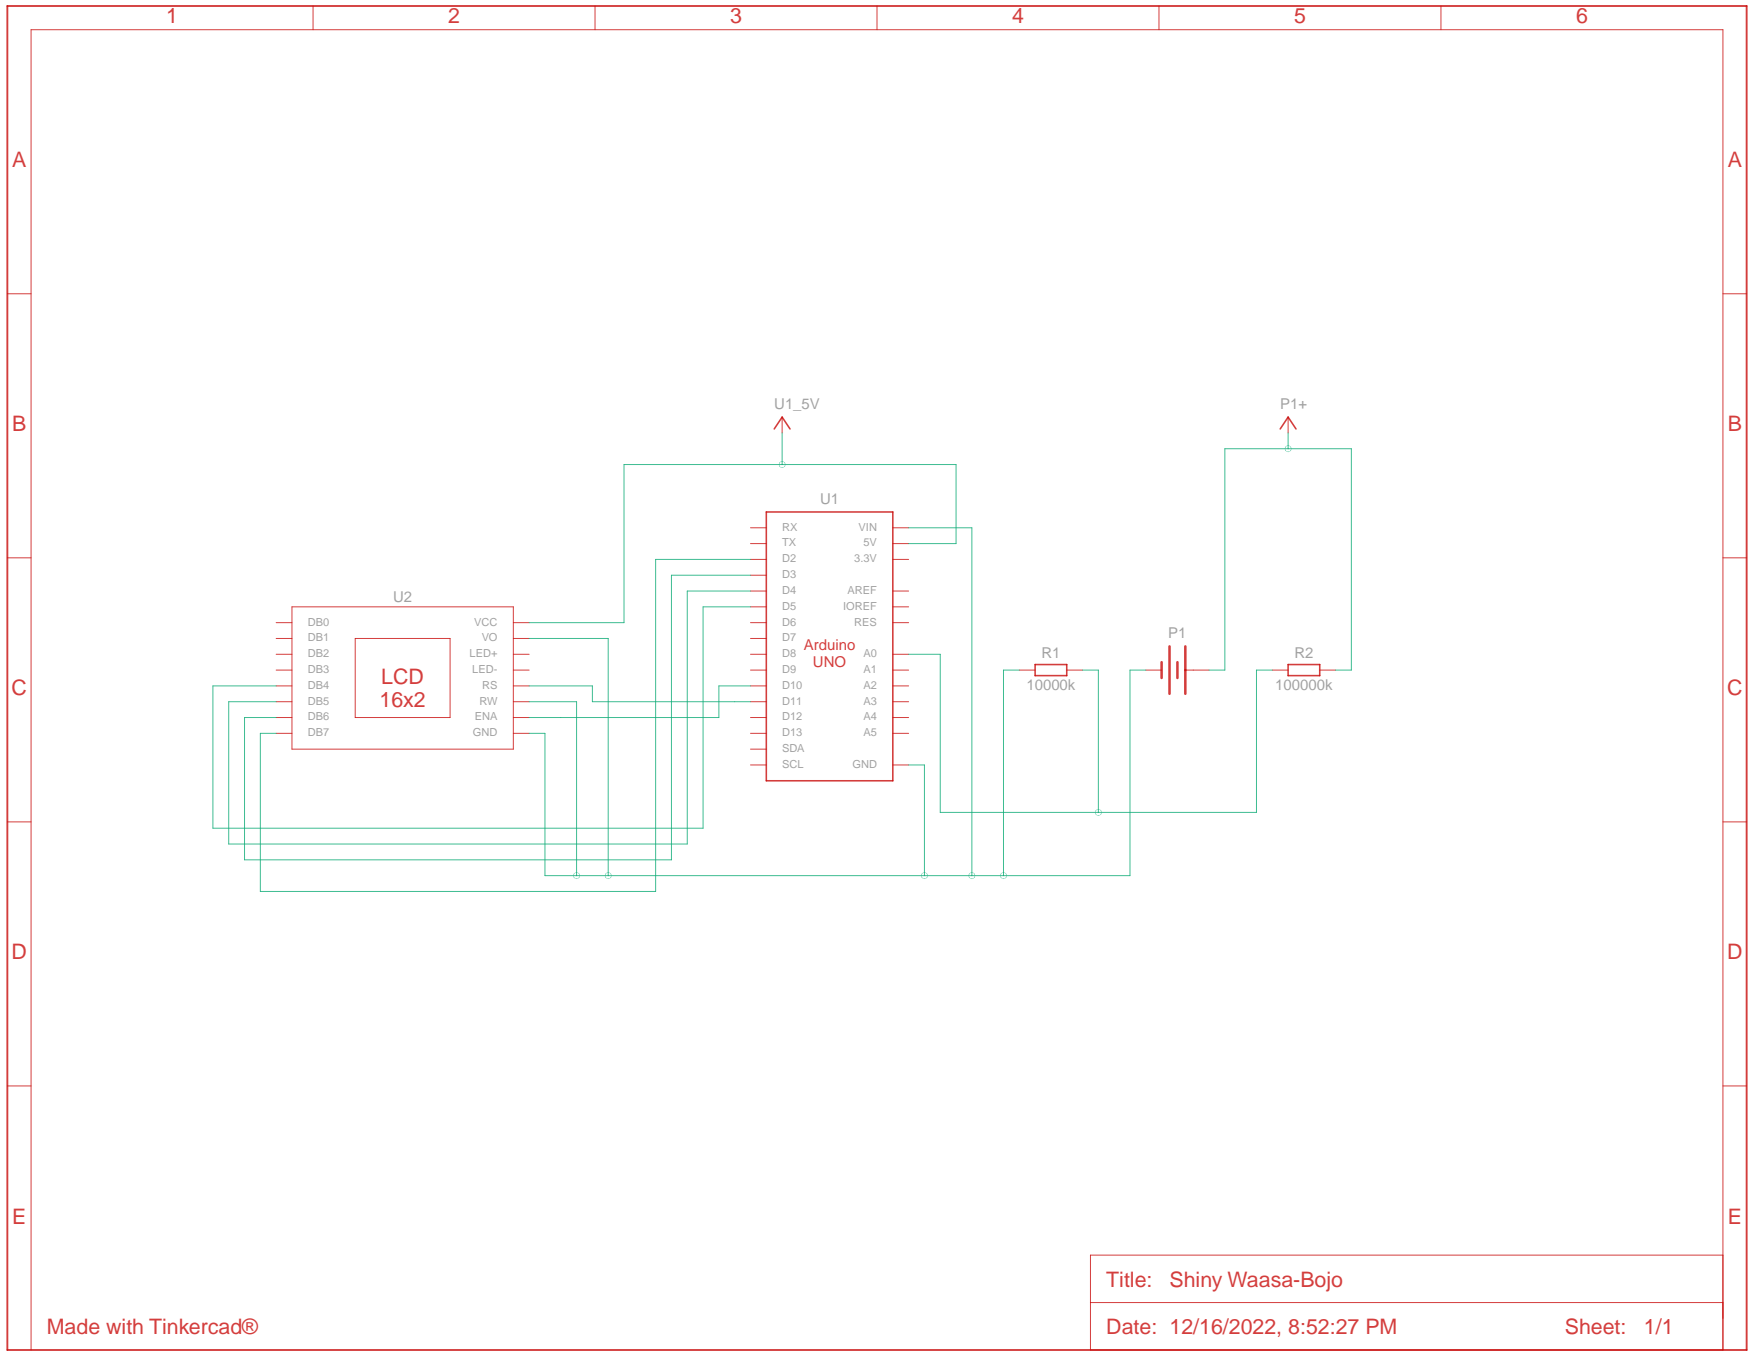 1 2 3 4 5 6
A A
U1_5V P1+
B B
U1
RX VIN
TX 5V
D2 3.3V
D3
D4 AREF
U2
D5 IOREF
DB0 VCC
D6 RES
DB1 VO
D7
P1
Arduino
UNO
DB2 LED+
D8 A0
R1 R2
DB3 LED-
D9 A1
LCD
16x2
DB4 RS
D10 A2
10000k 100000k
C C
DB5 RW
D11 A3
DB6 ENA
D12 A4
DB7 GND
D13 A5
SDA
SCL GND
D D
E E
Title: Shiny Waasa-Bojo
Made with Tinkercad®
Date: 12/16/2022, 8:52:27 PM Sheet: 1/1